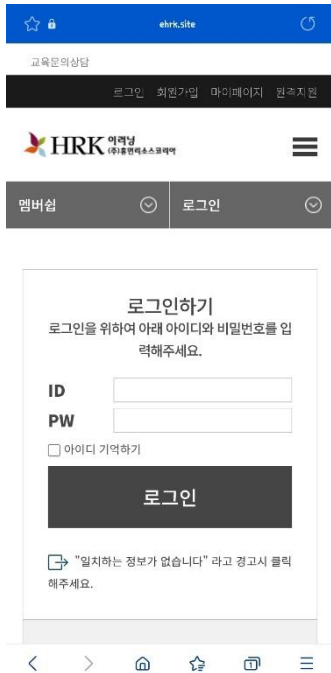 ehrk.site
교육문의상담
로그인 회원가입 마이페이지 원격지원
HRK 이러닝
(주)휴먼리소스코리아
멤버쉽 로그인
로그인하기
로그인을 위하여 아래 아이디와 비밀번호를 입
력해주세요.
ID
PW
아이디 기억하기
로그인
"일치하는 정보가 없습니다" 라고 경고시 클릭
해주세요.
1